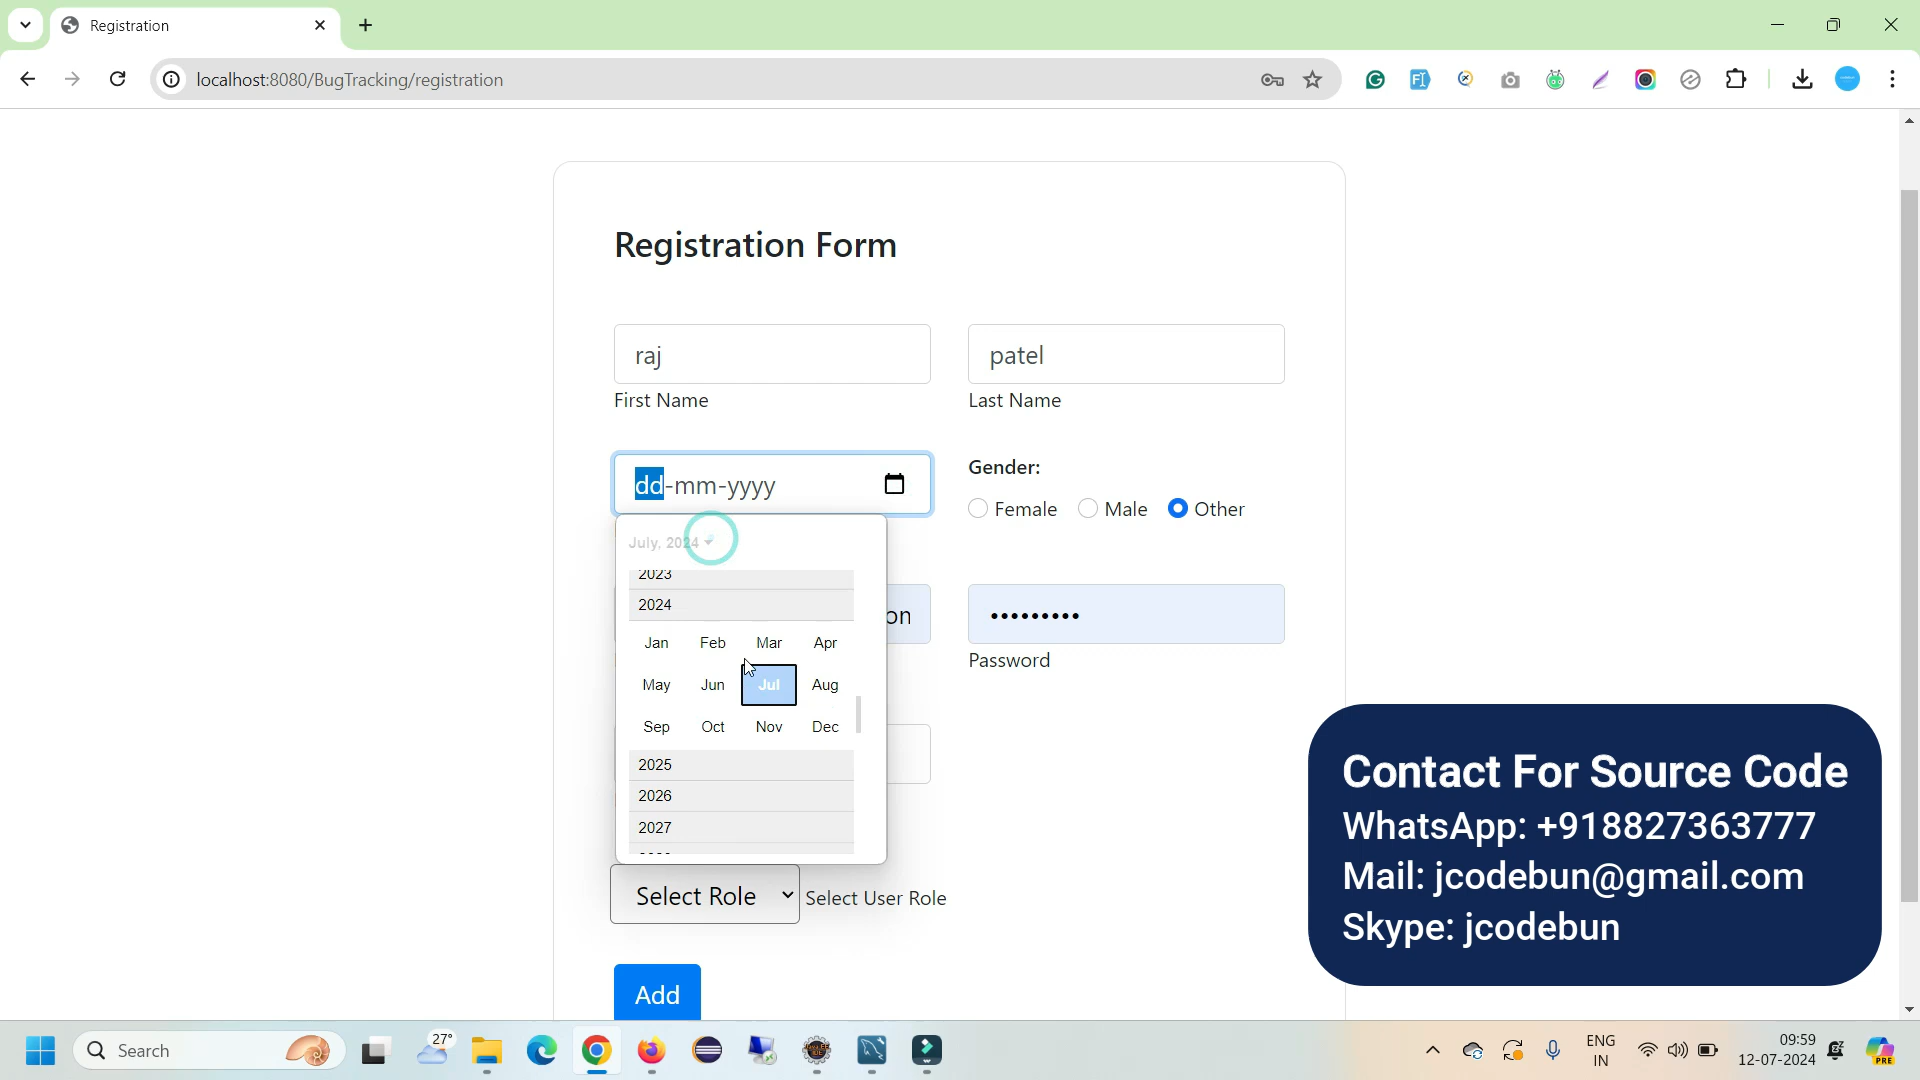 Registration
localhost:8080/BugTracking/registration
Registration Form
raj
patel
First Name
Last Name
dd-mm-yyyy
Gender:
Female
Male
Other
July, 2024
2023
2024
Jan Feb Mar Apr
May Jun Jul Aug
Sep Oct Nov Dec
2025
2026
2027
on
•••••••••
Password
Select Role
Select User Role
Add
Contact For Source Code
WhatsApp: +918827363777
Mail: jcodebun@gmail.com
Skype: jcodebun
Search
27°
ENG
IN
09:59
12-07-2024
PRE